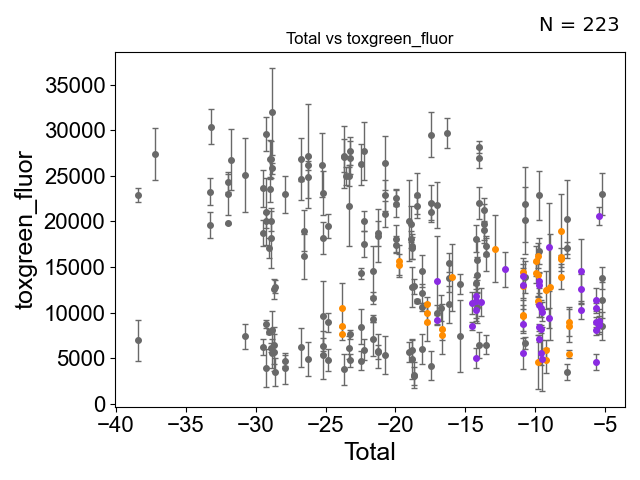 N = 223
Total vs toxgreen_fluor
35000
30000
25000
20000
15000
10000
5000
0
toxgreen_fluor
−40 −35 −30 −25 −20 −15 −10 −5
Total